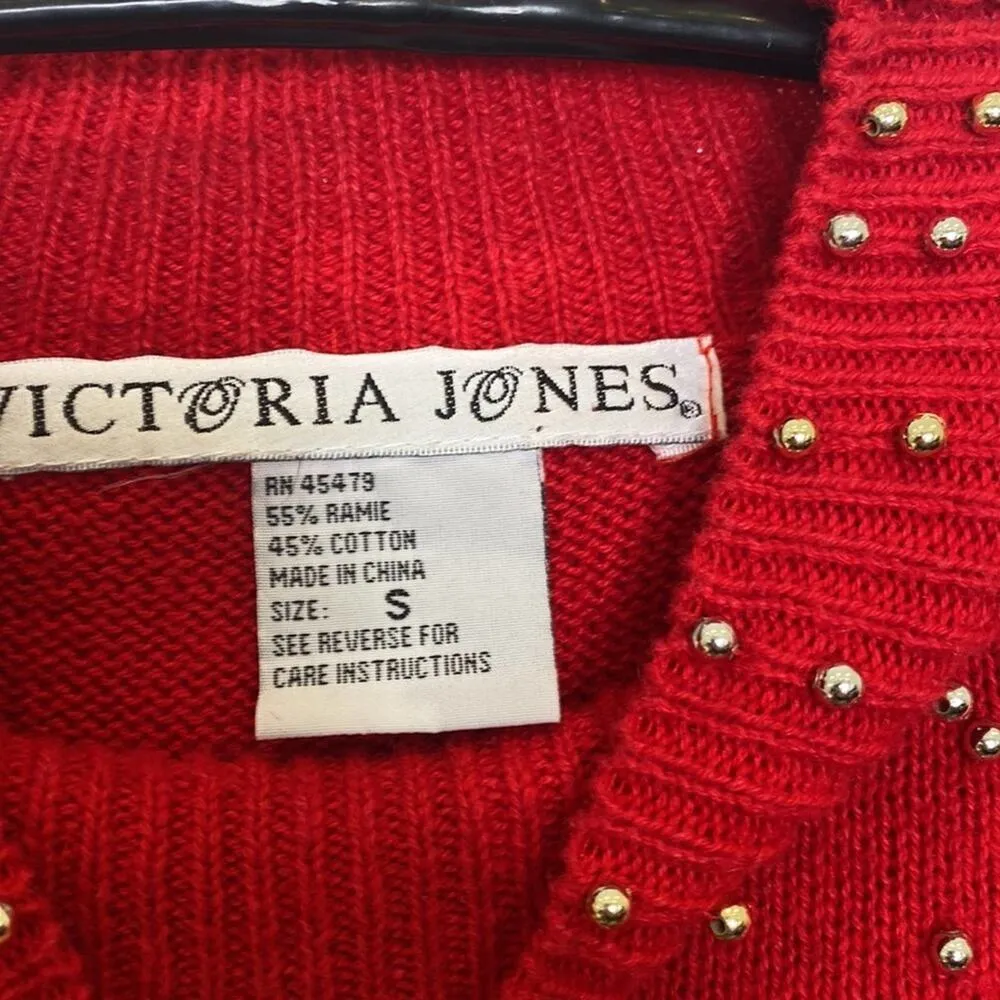 VICTORIA JONES®
RN 45479
55% RAMIE
45% COTTON
MADE IN CHINA
SIZE: S
SEE REVERSE FOR
CARE INSTRUCTIONS